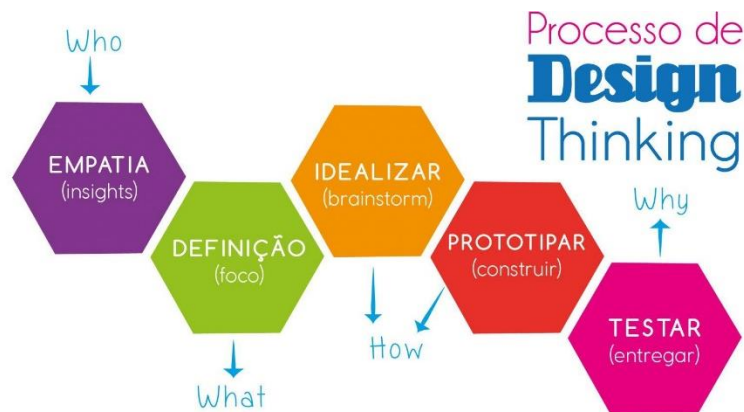 Processo de
Design
Thinking
Who
EMPATIA
(insights)
DEFINIÇÃO
(foco)
What
IDEALIZAR
(brainstorm)
How
PROTOTIPAR
(construir)
Why
TESTAR
(entregar)